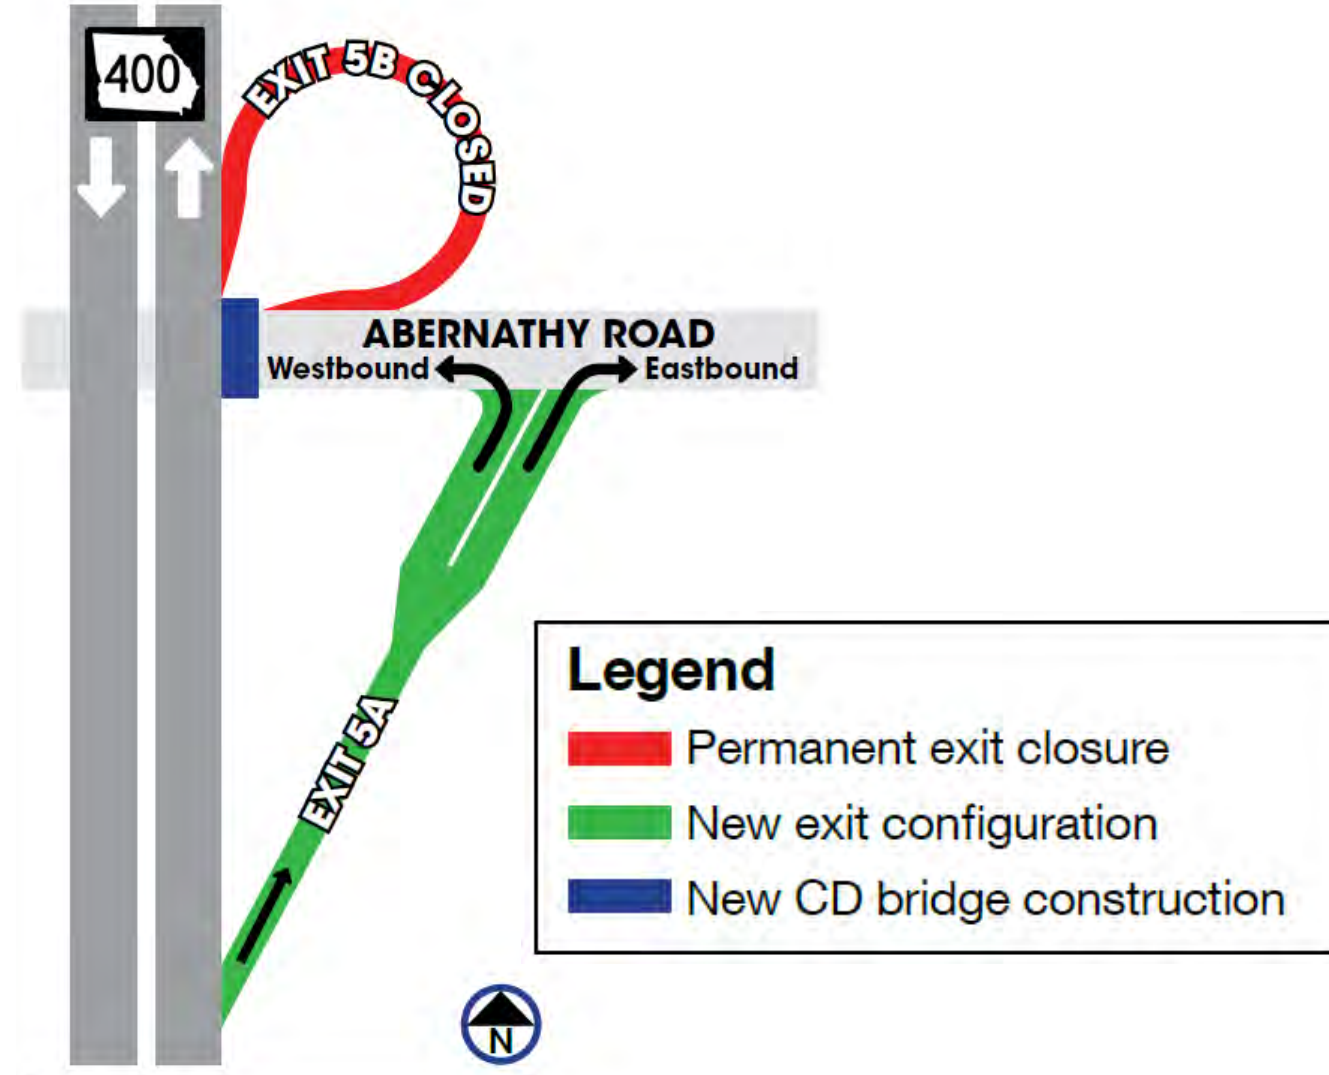 400
EXIT 5B CLOSED
ABERNATHY ROAD
Westbound
Eastbound
EXIT 5A
Legend
Permanent exit closure
New exit configuration
New CD bridge construction
N